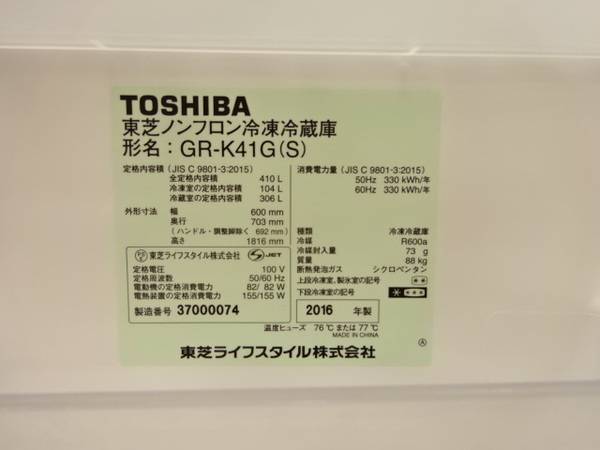 TOSHIBA
東芝ノンフロン冷凍冷蔵庫
形名：GR-K41G(S)
定格内容積 (JIS C 9801-3:2015)
全定格内容積 410 L
冷凍室の定格内容積 104 L
冷蔵室の定格内容積 306 L
外形寸法 幅 600 mm
奥行 703 mm
(ハンドル・調整脚除く 692 mm)
高さ 1816 mm
消費電力量 (JIS C 9801-3:2015)
50Hz 330 kWh/年
60Hz 330 kWh/年
種類 冷凍冷蔵庫
冷媒 R600a
冷媒封入量 73 g
質量 88 kg
断熱発泡ガス シクロペンタン
上段冷凍室、製氷室の記号 **
下段冷凍室の記号 ****
東芝ライフスタイル株式会社 JET
定格電圧 100 V
定格周波数 50/60 Hz
電動機の定格消費電力 82/ 82 W
電熱装置の定格消費電力 155/155 W
製造番号 37000074
2016 年製
温度ヒューズ 76℃ または 77℃
MADE IN CHINA
東芝ライフスタイル株式会社
Ⓐ